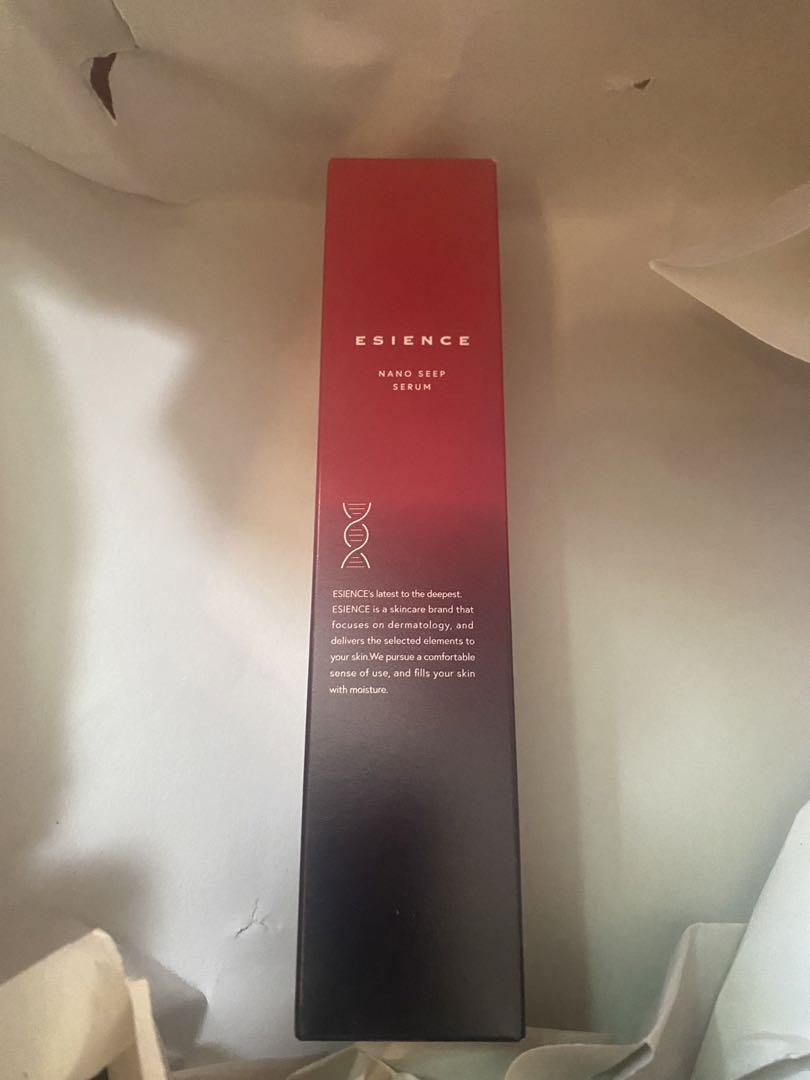 ESIENCE
NANO SEEP
SERUM
ESIENCE's latest to the deepest.
ESIENCE is a skincare brand that
focuses on dermatology, and
delivers the selected elements to
your skin.We pursue a comfortable
sense of use, and fills your skin
with moisture.